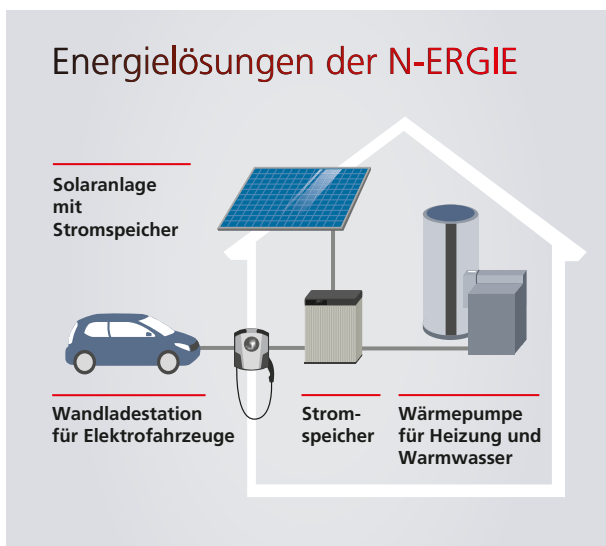 Energielösungen der N-ERGIE
Solaranlage
mit
Stromspeicher
Wandladestation
für Elektrofahrzeuge
Strom-
speicher
Wärmepumpe
für Heizung und
Warmwasser